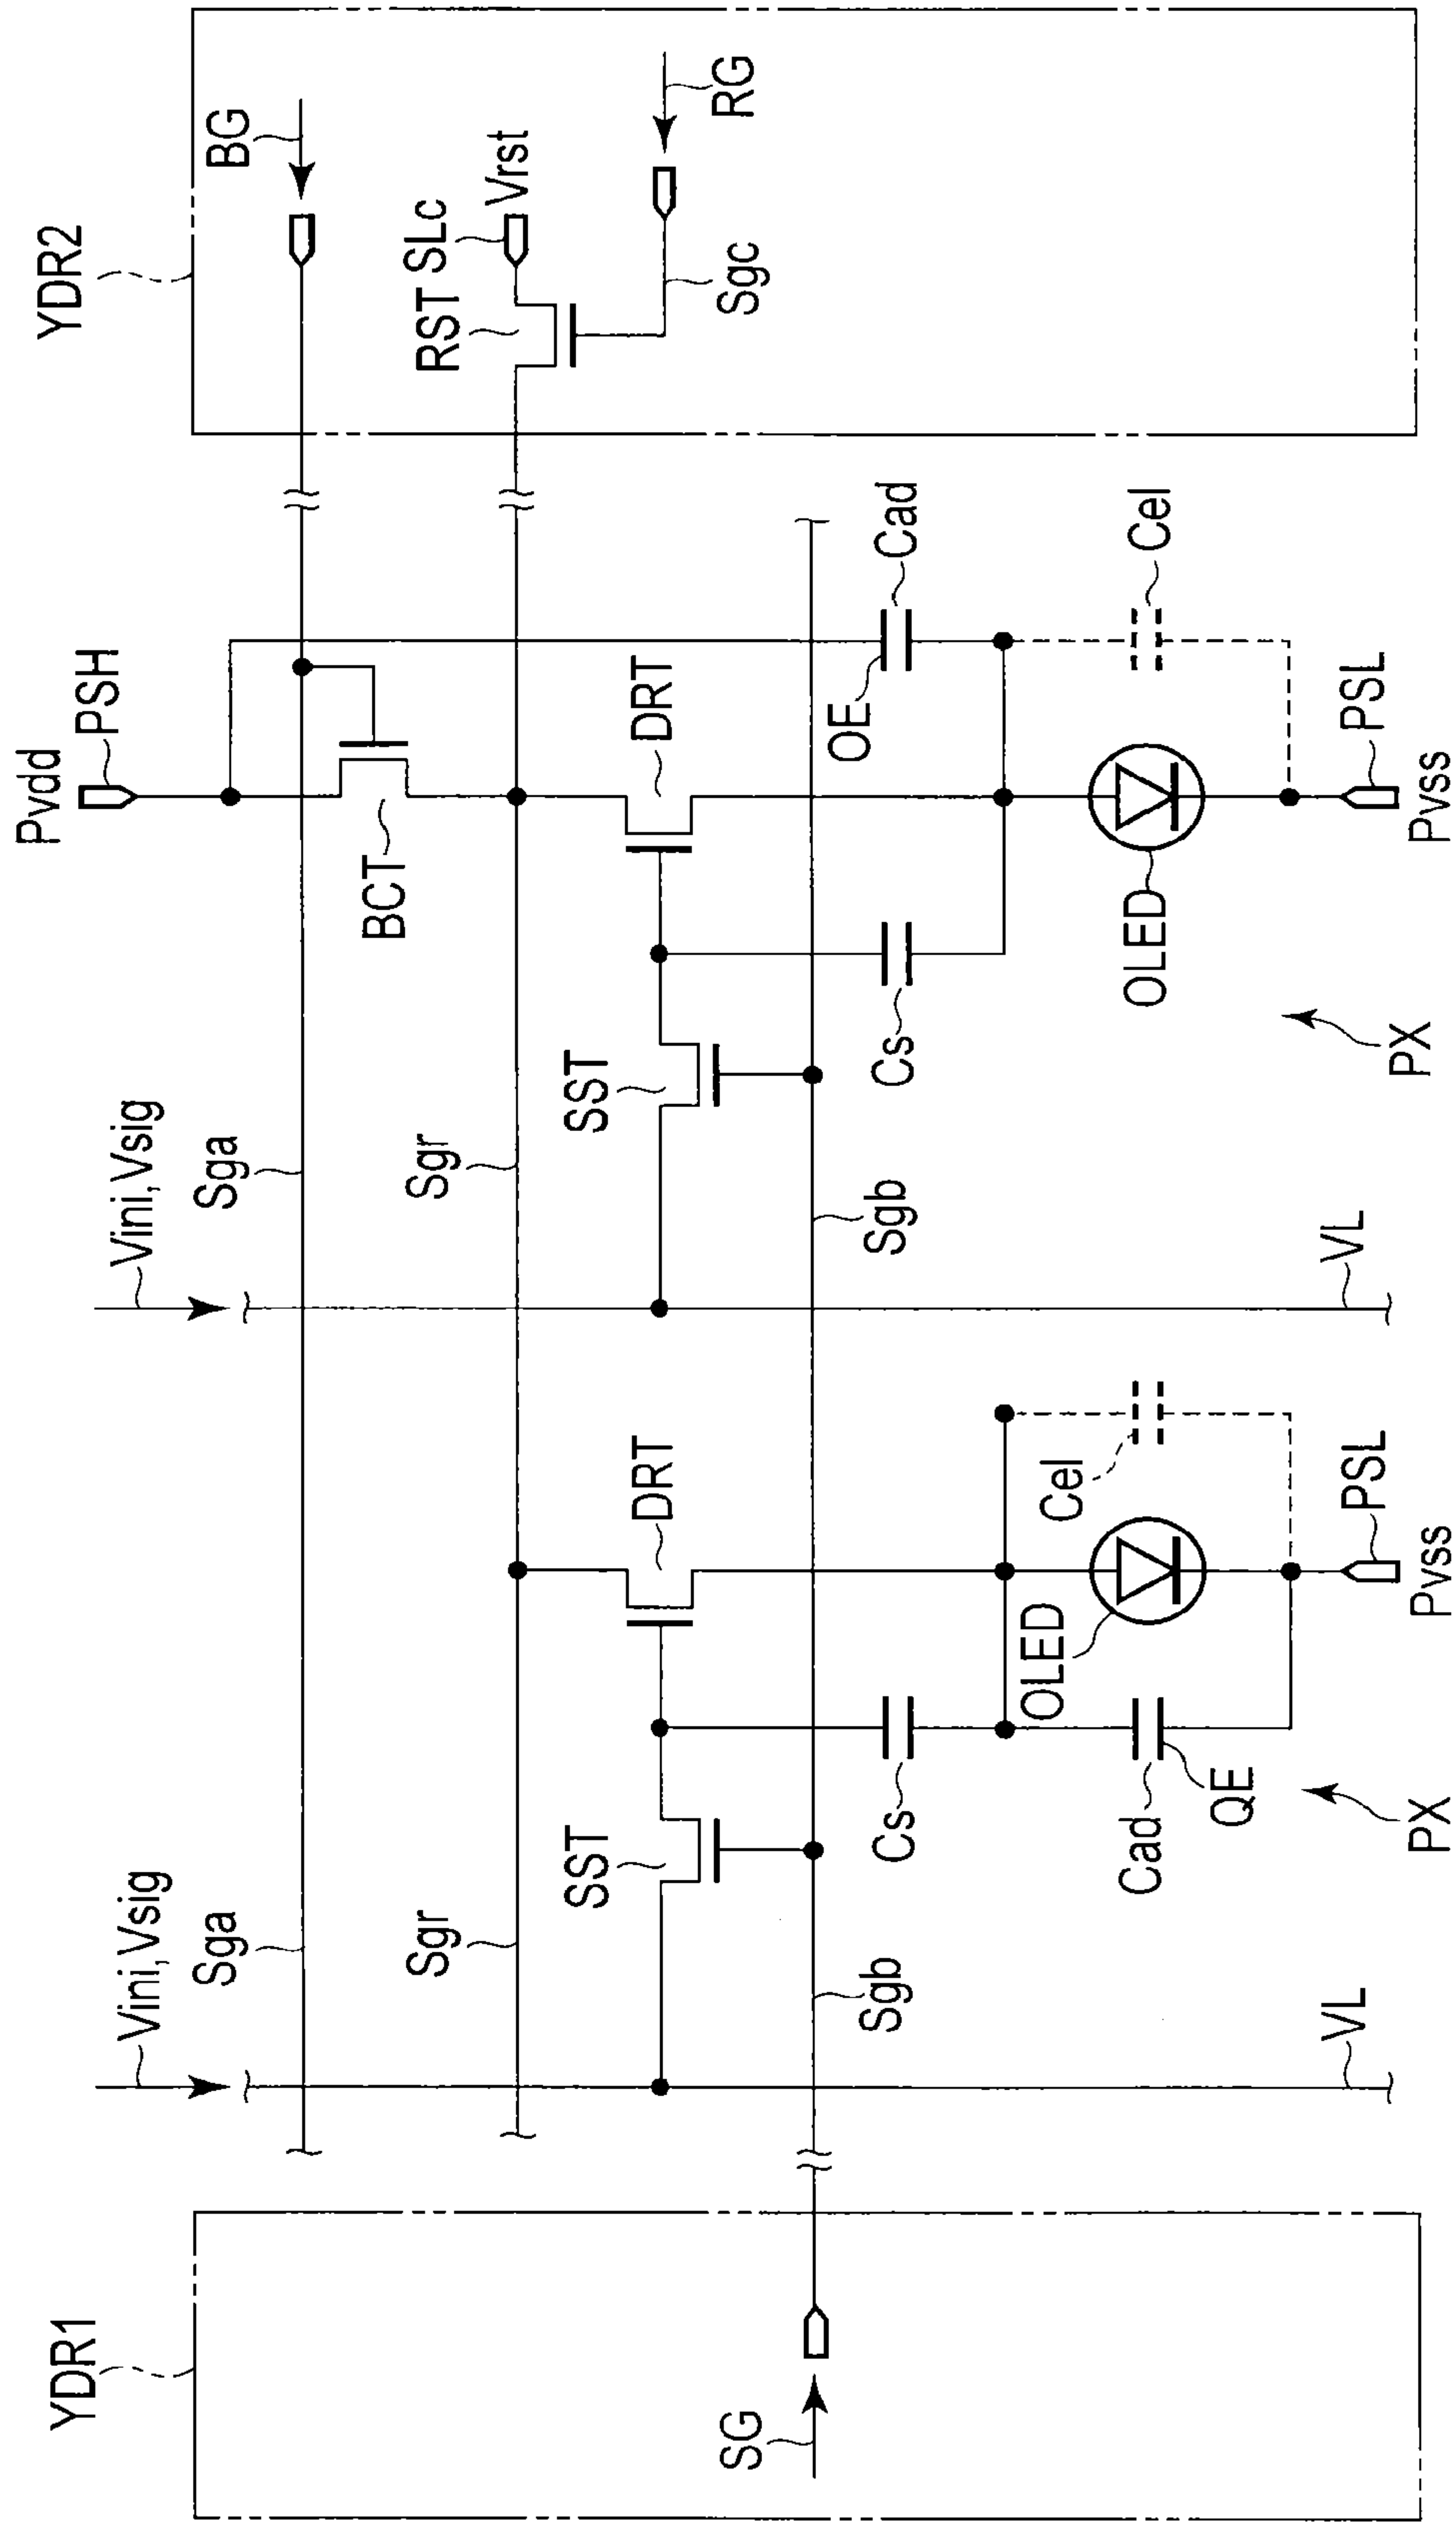 YDR1
SG
Vini,Vsig
Sga
Sgr
SST
DRT
Sgb
Cs
OLED
Cel
Cad
QE
VL
PX
PSL
Pvss
Vini,Vsig
Sga
Sgr
Pvdd
PSH
BCT
SST
DRT
Sgb
Cs
OE
Cad
OLED
Cel
VL
PX
PSL
Pvss
YDR2
BG
RST
SLc
Vrst
Sgc
RG